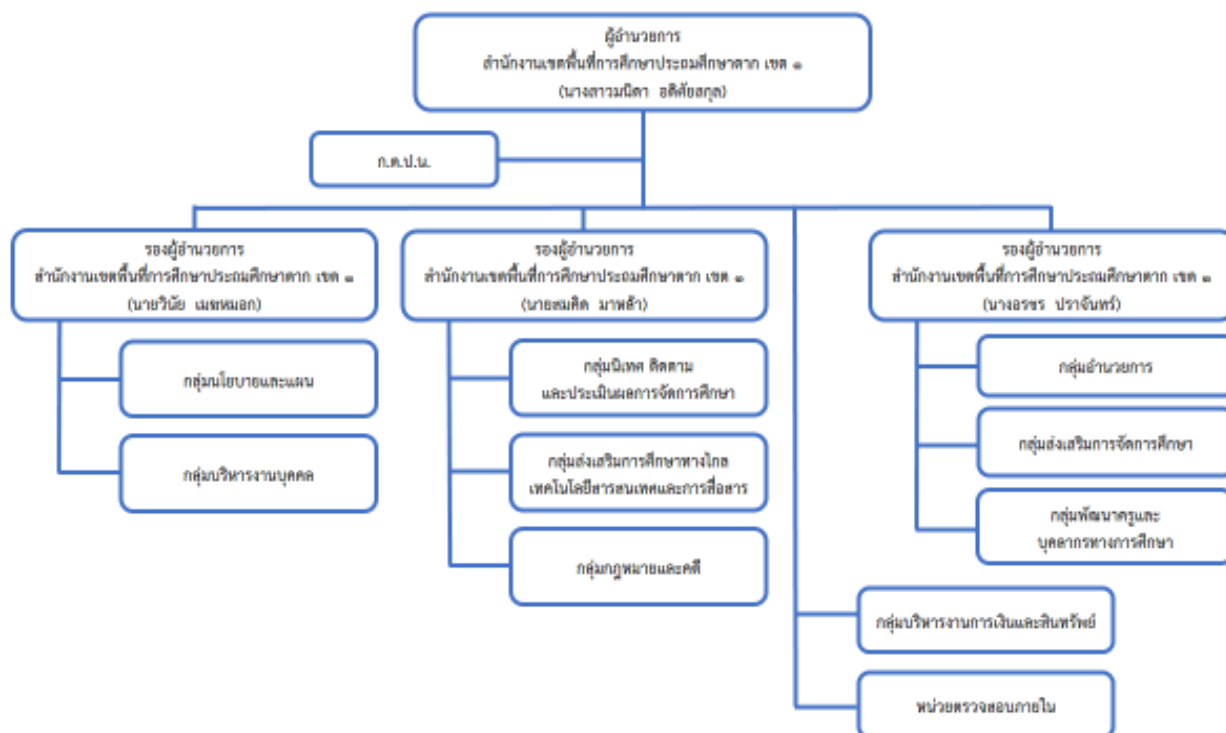 ผู้อำนวยการ
สำนักงานเขตพื้นที่การศึกษาประถมศึกษาตาก เขต ๑
(นางสาวมนิดา อดิศัยสกุล)
ก.ต.ป.น.
รองผู้อำนวยการ
สำนักงานเขตพื้นที่การศึกษาประถมศึกษาตาก เขต ๑
(นายวินัย เมฆหมอก)
กลุ่มนโยบายและแผน
กลุ่มบริหารงานบุคคล
รองผู้อำนวยการ
สำนักงานเขตพื้นที่การศึกษาประถมศึกษาตาก เขต ๑
(นายสมคิด มาหล้า)
กลุ่มนิเทศ ติดตาม
และประเมินผลการจัดการศึกษา
กลุ่มส่งเสริมการศึกษาทางไกล
เทคโนโลยีสารสนเทศและการสื่อสาร
กลุ่มกฎหมายและคดี
รองผู้อำนวยการ
สำนักงานเขตพื้นที่การศึกษาประถมศึกษาตาก เขต ๑
(นางอรชร ปราจันทร์)
กลุ่มอำนวยการ
กลุ่มส่งเสริมการจัดการศึกษา
กลุ่มพัฒนาครูและ
บุคลากรทางการศึกษา
กลุ่มบริหารงานการเงินและสินทรัพย์
หน่วยตรวจสอบภายใน